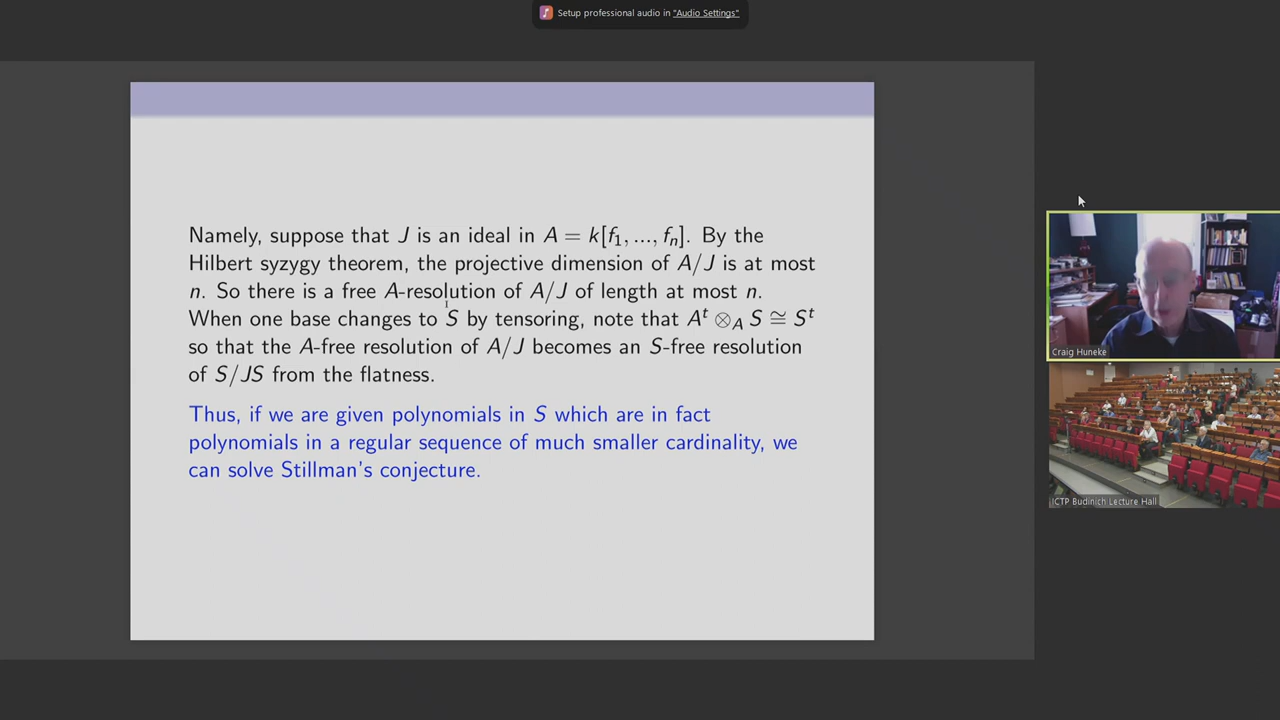 Setup professional audio in "Audio Settings"
Namely, suppose that J is an ideal in A = k[f₁, ..., fₙ]. By the
Hilbert syzygy theorem, the projective dimension of A/J is at most
n. So there is a free A-resolution of A/J of length at most n.
When one base changes to S by tensoring, note that Aᵗ ⊗_A S ≅ Sᵗ
so that the A-free resolution of A/J becomes an S-free resolution
of S/JS from the flatness.
Thus, if we are given polynomials in S which are in fact
polynomials in a regular sequence of much smaller cardinality, we
can solve Stillman's conjecture.
Craig Huneke
ICTP Budinich Lecture Hall